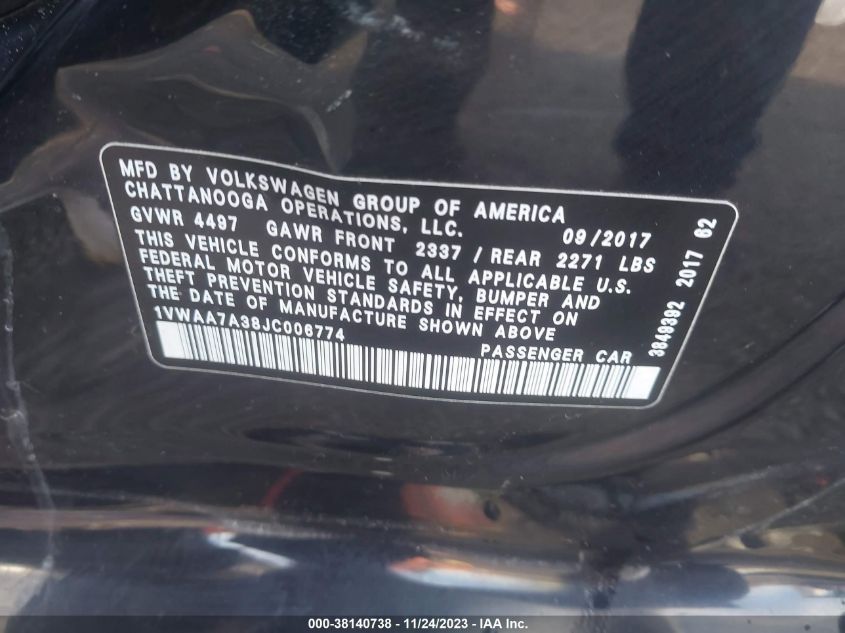 MFD BY VOLKSWAGEN GROUP OF AMERICA
CHATTANOOGA OPERATIONS, LLC. 09/2017
GVWR 4497 GAWR FRONT 2337 / REAR 2271 LBS
THIS VEHICLE CONFORMS TO ALL APPLICABLE U.S.
FEDERAL MOTOR VEHICLE SAFETY, BUMPER AND
THEFT PREVENTION STANDARDS IN EFFECT ON
THE DATE OF MANUFACTURE SHOWN ABOVE
1VWAA7A38JC006774 PASSENGER CAR
3849392 2017 62
000-38140738 - 11/24/2023 - IAA Inc.